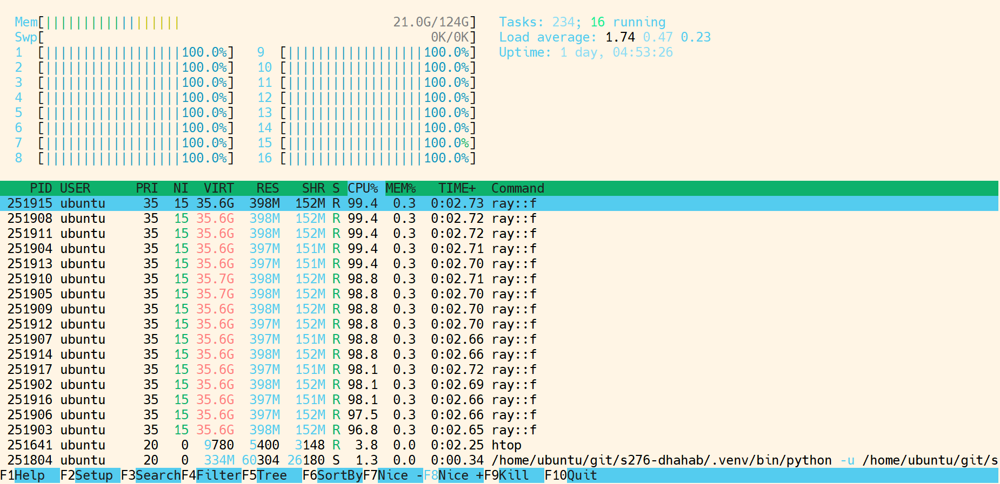 Mem[|||||||||||||||||| 21.0G/124G] Tasks: 234; 16 running
Swp[ 0K/0K] Load average: 1.74 0.47 0.23
1 [||||||||||||||||||100.0%] 9 [||||||||||||||||||100.0%] Uptime: 1 day, 04:53:26
2 [||||||||||||||||||100.0%] 10 [||||||||||||||||||100.0%]
3 [||||||||||||||||||100.0%] 11 [||||||||||||||||||100.0%]
4 [||||||||||||||||||100.0%] 12 [||||||||||||||||||100.0%]
5 [||||||||||||||||||100.0%] 13 [||||||||||||||||||100.0%]
6 [||||||||||||||||||100.0%] 14 [||||||||||||||||||100.0%]
7 [||||||||||||||||||100.0%] 15 [||||||||||||||||||100.0%]
8 [||||||||||||||||||100.0%] 16 [||||||||||||||||||100.0%]
PID USER PRI NI VIRT RES SHR S CPU% MEM% TIME+ Command
251915 ubuntu 35 15 35.6G 398M 152M R 99.4 0.3 0:02.73 ray::f
251908 ubuntu 35 15 35.6G 398M 152M R 99.4 0.3 0:02.72 ray::f
251911 ubuntu 35 15 35.6G 398M 152M R 99.4 0.3 0:02.72 ray::f
251904 ubuntu 35 15 35.6G 397M 151M R 99.4 0.3 0:02.71 ray::f
251913 ubuntu 35 15 35.6G 397M 151M R 99.4 0.3 0:02.70 ray::f
251910 ubuntu 35 15 35.7G 398M 152M R 98.8 0.3 0:02.71 ray::f
251905 ubuntu 35 15 35.7G 398M 152M R 98.8 0.3 0:02.70 ray::f
251909 ubuntu 35 15 35.6G 398M 152M R 98.8 0.3 0:02.70 ray::f
251912 ubuntu 35 15 35.6G 397M 152M R 98.8 0.3 0:02.70 ray::f
251907 ubuntu 35 15 35.6G 397M 151M R 98.8 0.3 0:02.66 ray::f
251914 ubuntu 35 15 35.6G 398M 152M R 98.8 0.3 0:02.66 ray::f
251917 ubuntu 35 15 35.6G 397M 151M R 98.1 0.3 0:02.72 ray::f
251902 ubuntu 35 15 35.6G 398M 152M R 98.1 0.3 0:02.69 ray::f
251916 ubuntu 35 15 35.6G 397M 151M R 98.1 0.3 0:02.66 ray::f
251906 ubuntu 35 15 35.6G 397M 152M R 97.5 0.3 0:02.66 ray::f
251903 ubuntu 35 15 35.6G 398M 152M R 96.8 0.3 0:02.65 ray::f
251641 ubuntu 20 0 9780 5400 3148 R 3.8 0.0 0:02.25 htop
251804 ubuntu 20 0 334M 60304 26180 S 1.3 0.0 0:00.34 /home/ubuntu/git/s276-dhahab/.venv/bin/python -u /home/ubuntu/git/s
F1Help F2Setup F3SearchF4FilterF5Tree F6SortByF7Nice -F8Nice +F9Kill F10Quit